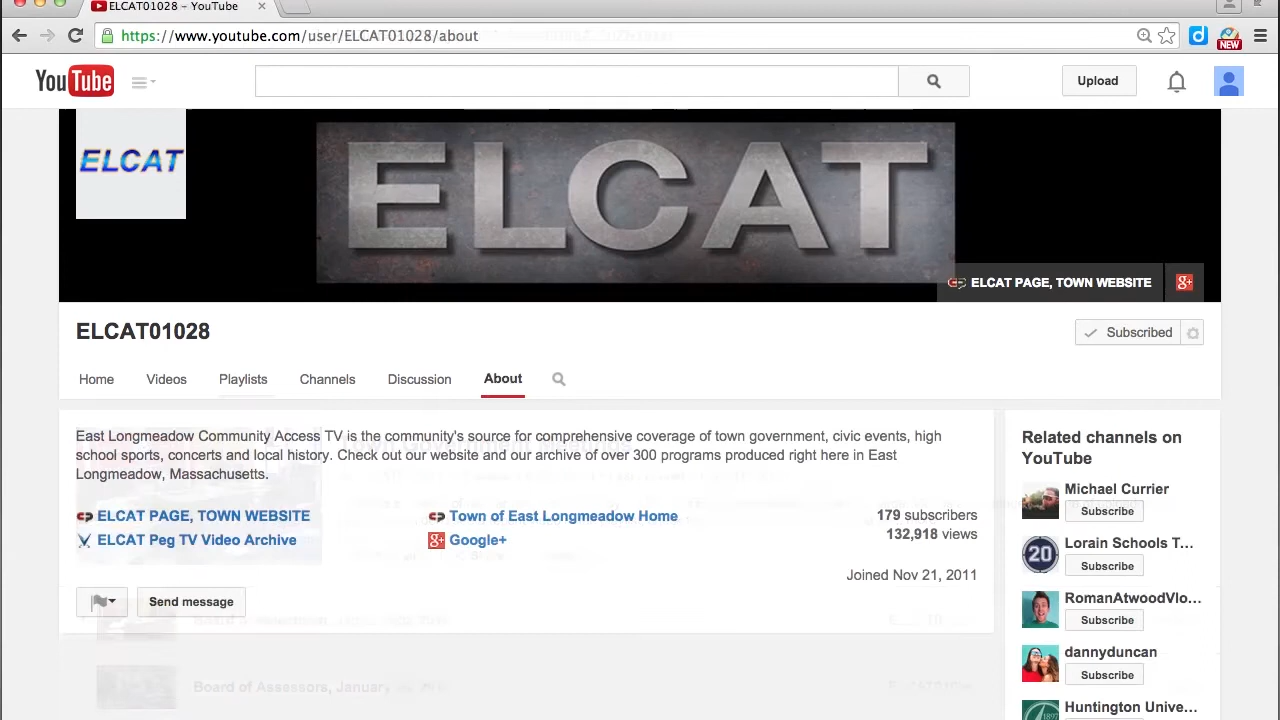 ELCAT01028 - YouTube
https://www.youtube.com/user/ELCAT01028/about
NEW
YouTube
Upload
ELCAT
ELCAT
ELCAT PAGE, TOWN WEBSITE
ELCAT01028
Subscribed
Home
Videos
Playlists
Channels
Discussion
About
East Longmeadow Community Access TV is the community's source for comprehensive coverage of town government, civic events, high
school sports, concerts and local history. Check out our website and our archive of over 300 programs produced right here in East
Longmeadow, Massachusetts.
ELCAT PAGE, TOWN WEBSITE
Town of East Longmeadow Home
179 subscribers
ELCAT Peg TV Video Archive
Google+
132,918 views
Joined Nov 21, 2011
Send message
Board of Assessors, January
Related channels on
YouTube
Michael Currier
Subscribe
20
Lorain Schools T...
Subscribe
RomanAtwoodVlo...
Subscribe
dannyduncan
Subscribe
1897
Huntington Unive...